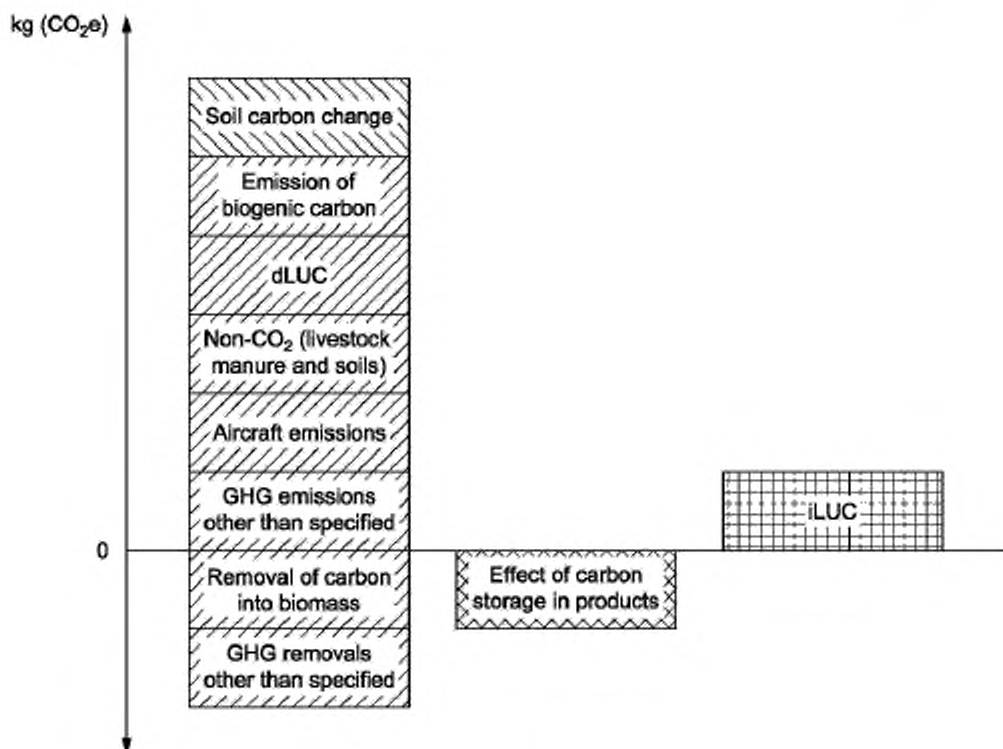 kg (CO₂e)
Soil carbon change
Emission of
biogenic carbon
dLUC
Non-CO₂ (livestock
manure and soils)
Aircraft emissions
GHG emissions
other than specified
iLUC
0
Removal of carbon
into biomass
Effect of carbon
storage in products
GHG removals
other than specified